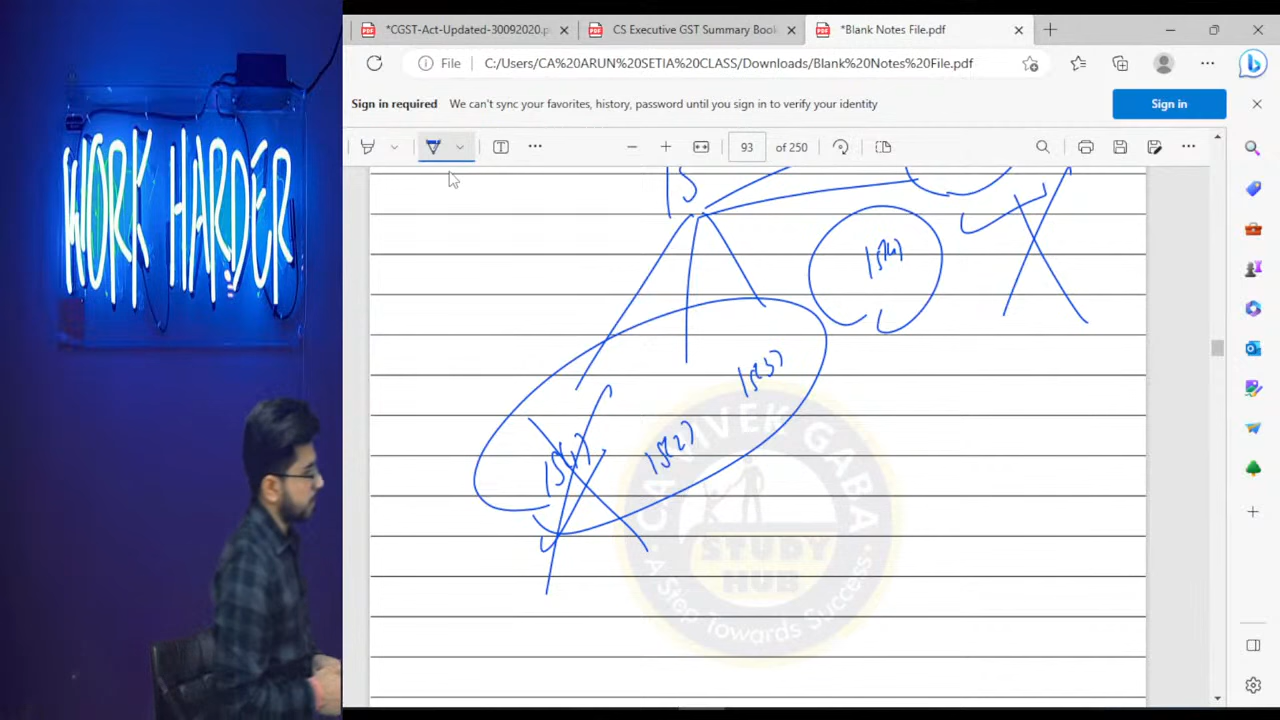 WORK HARDER
*CGST-Act-Updated-30092020.p
CS Executive GST Summary Book
*Blank Notes File.pdf
File
C:/Users/CA%20ARUN%20SETIA%20CLASS/Downloads/Blank%20Notes%20File.pdf
Sign in required
We can't sync your favorites, history, password until you sign in to verify your identity
Sign in
93 of 250
15
15(4)
15(3)
15(1)
15(2)
CA VIVEK GABA
STUDY
HUB
A Step Towards Success